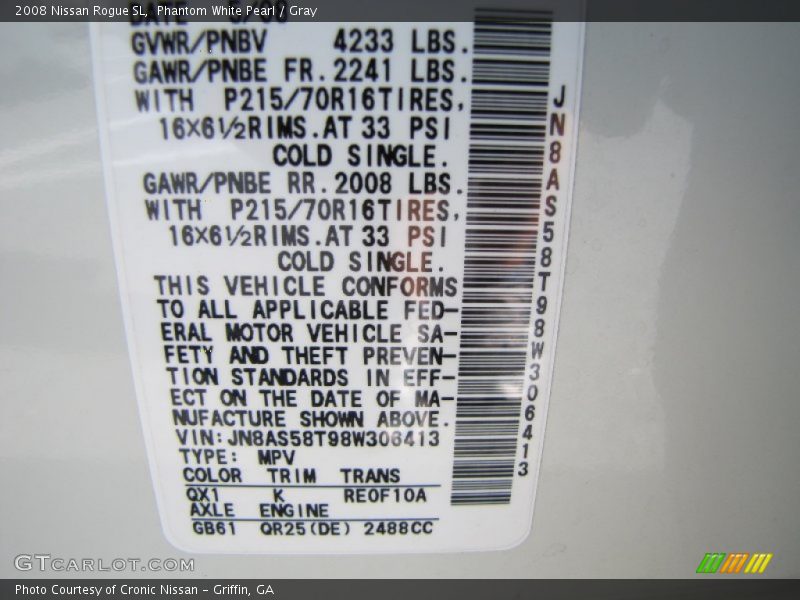 2008 Nissan Rogue SL, Phantom White Pearl / Gray
DATE 5/08
GVWR/PNBV 4233 LBS.
GAWR/PNBE FR. 2241 LBS.
WITH P215/70R16TIRES,
16X6½RIMS. AT 33 PSI
COLD SINGLE.
GAWR/PNBE RR. 2008 LBS.
WITH P215/70R16TIRES,
16X6½RIMS. AT 33 PSI
COLD SINGLE.
THIS VEHICLE CONFORMS
TO ALL APPLICABLE FED-
ERAL MOTOR VEHICLE SA-
FETY AND THEFT PREVEN-
TION STANDARDS IN EFF-
ECT ON THE DATE OF MA-
NUFACTURE SHOWN ABOVE.
VIN: JN8AS58T98W306413
TYPE: MPV
COLOR TRIM TRANS
QX1 K RE0F10A
AXLE ENGINE
GB61 QR25(DE) 2488CC
JN8AS58T98W306413
GTCARLOT.COM
Photo Courtesy of Cronic Nissan - Griffin, GA